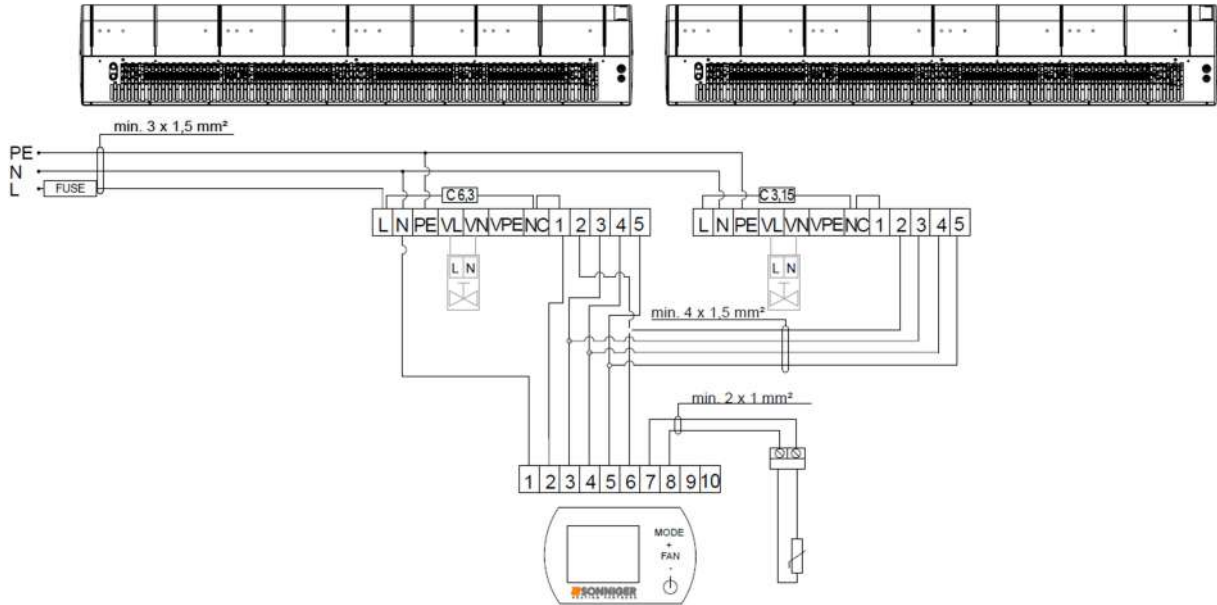 min. 3 x 1,5 mm²
PE
N
L FUSE
C 6,3
C 3,15
L N PE VL VN VPE NC 1 2 3 4 5
L N PE VL VN VPE NC 1 2 3 4 5
L N
L N
min. 4 x 1,5 mm²
min. 2 x 1 mm²
1 2 3 4 5 6 7 8 9 10
MODE
+
FAN
-
SONNIGER